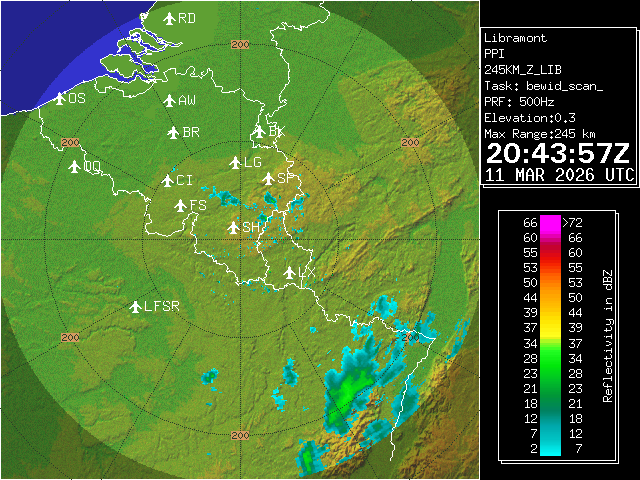 RD
200
OS
AW
BR
BK
200
200
LG
QQ
CI
SP
FS
SH
LX
LFSR
200
200
200
Libramont
PPI
245KM_Z_LIB
Task: bewid_scan_
PRF: 500Hz
Elevation:0.3
Max Range:245 km
20:43:57Z
11 MAR 2026 UTC
66 >72
60 66
55 60
53 55
50 53
44 50
39 44
37 39
34 37
28 34
23 28
21 23
18 21
12 18
7 12
2 7
Reflectivity in dBZ